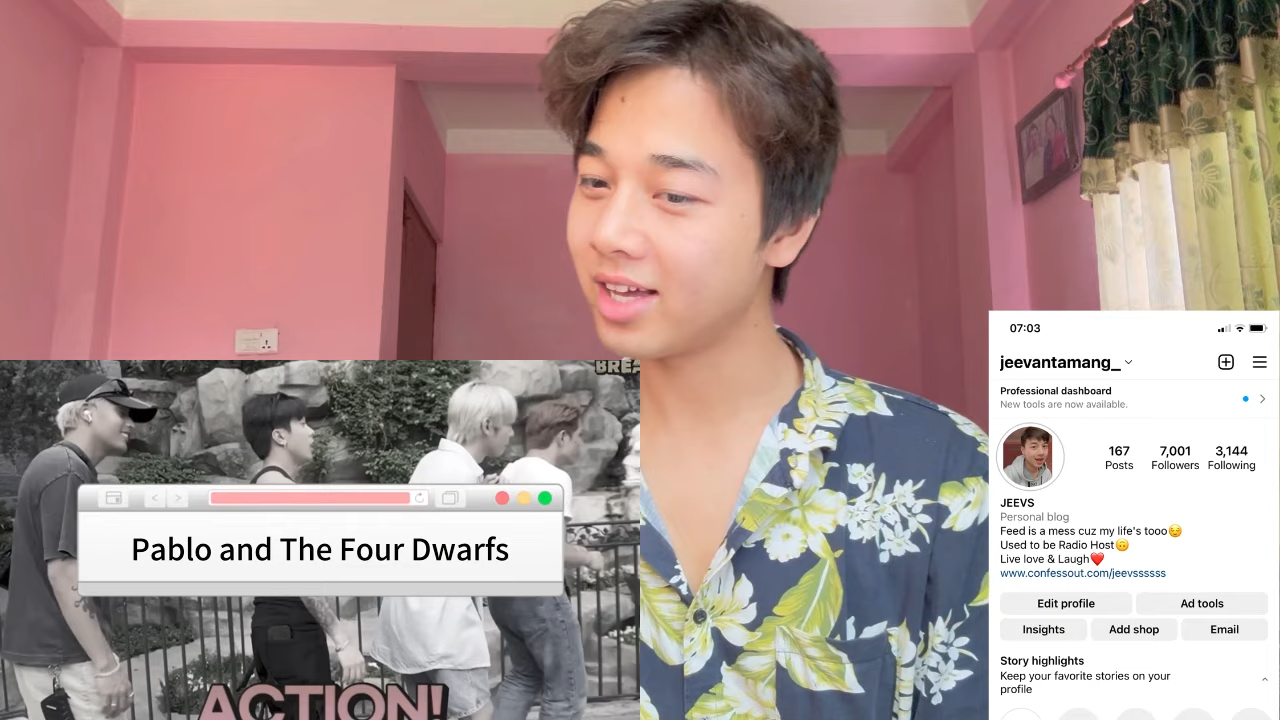 BREA
Pablo and The Four Dwarfs
ACTION!
07:03
jeevantamang_
Professional dashboard
New tools are now available.
167
7,001
3,144
Posts
Followers
Following
JEEVS
Personal blog
Feed is a mess cuz my life's tooo😏
Used to be Radio Host🙃
Live love & Laugh❤️
www.confessout.com/jeevssssss
Edit profile
Ad tools
Insights
Add shop
Email
Story highlights
Keep your favorite stories on your
profile